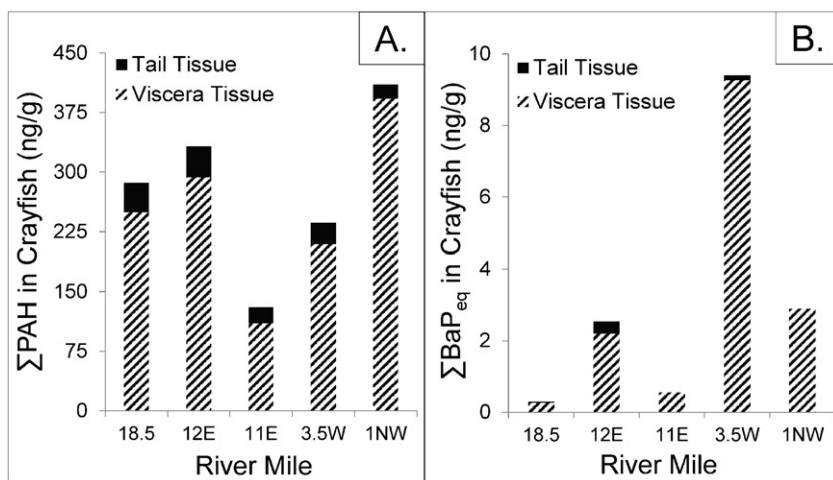 A.
Tail Tissue
Viscera Tissue
450
375
300
225
150
75
0
∑PAH in Crayfish (ng/g)
18.5 12E 11E 3.5W 1NW
River Mile
B.
Tail Tissue
Viscera Tissue
10
8
6
4
2
0
∑BaPeq in Crayfish (ng/g)
18.5 12E 11E 3.5W 1NW
River Mile